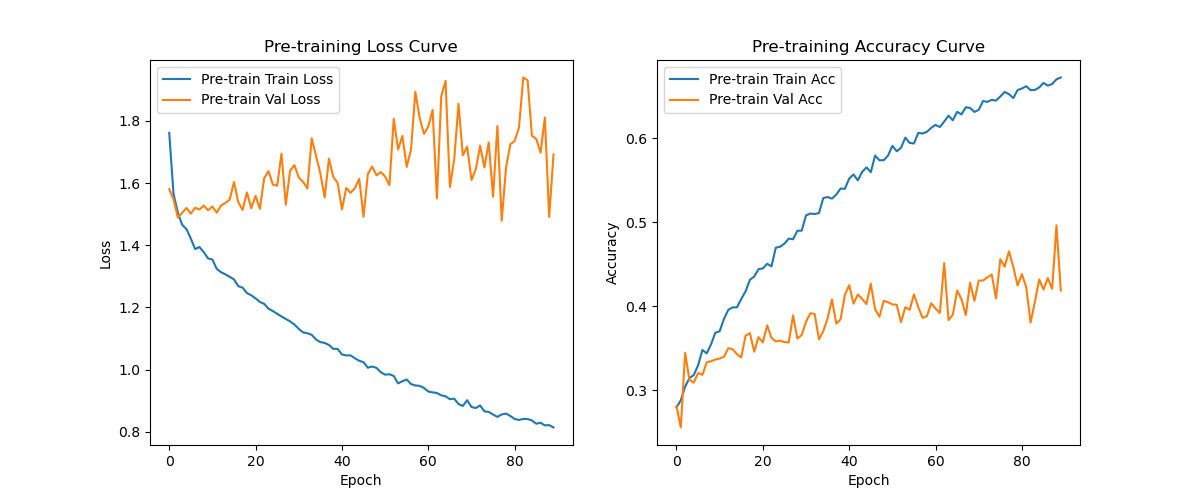 Pre-training Loss Curve
Pre-train Train Loss
Pre-train Val Loss
Loss
1.8
1.6
1.4
1.2
1.0
0.8
0
20
40
60
80
Epoch
Pre-training Accuracy Curve
Pre-train Train Acc
Pre-train Val Acc
Accuracy
0.6
0.5
0.4
0.3
0
20
40
60
80
Epoch